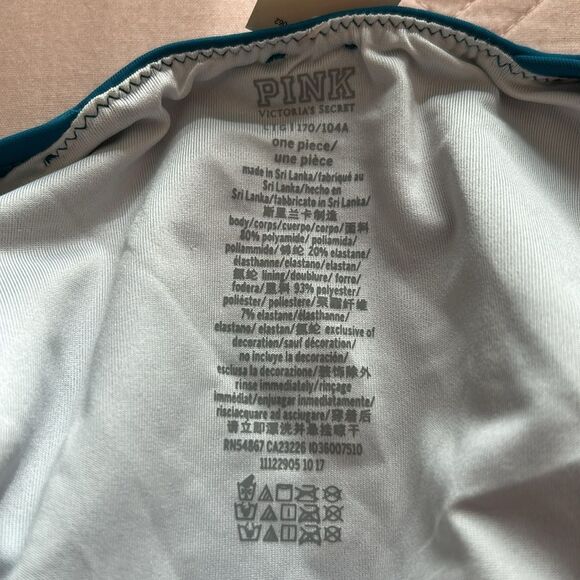 PINK
VICTORIA'S SECRET
L T G | 170/104A
one piece/
une pièce
made in Sri Lanka/fabriqué au
Sri Lanka/hecho en
Sri Lanka/fabbricato in Sri Lanka/
斯里兰卡制造
body/corps/cuerpo/corpo/面料
80% polyamide/poliamida/
poliammide/锦纶 20% elastane/
élasthanne/elastano/elastan/
氨纶 lining/doublure/ forro/
fodera/里料 93% polyester/
poliéster/ poliestere/聚酯纤维
7% elastane/élasthanne/
elastano/ elastan/氨纶 exclusive of
decoration/sauf décoration/
no incluye la decoración/
esclusa la decorazione/装饰除外
rinse immediately/rinçage
immédiat/enjuagar inmediatamente/
risciacquare ad asciugare/穿着后
请立即漂洗并悬挂晾干
RN54867 CA23226 ID36007510
11122905 10 17